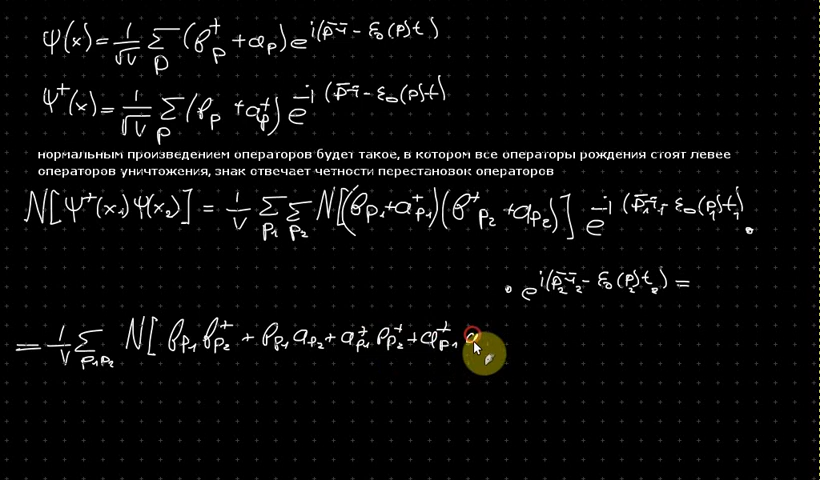 ψ(x) = 1/√V Σ_p (b⁺_p + a_p) e^{i(p̄r̄ - ε₀(p)t)}
ψ⁺(x) = 1/√V Σ_p (b_p + a⁺_p) e^{-i(p̄r̄ - ε₀(p)t)}
нормальным произведением операторов будет такое, в котором все операторы рождения стоят левее
операторов уничтожения, знак отвечает четности перестановок операторов
N[ψ⁺(x₁)ψ(x₂)] = 1/V Σ_{p₁} Σ_{p₂} N[(b_{p₁} + a⁺_{p₁})(b⁺_{p₂} + a_{p₂})] e^{-i(p̄₁r̄₁ - ε₀(p₁)t₁)} ·
· e^{i(p̄₂r̄₂ - ε₀(p₂)t₂)} =
= 1/V Σ_{p₁p₂} N[b_{p₁} b⁺_{p₂} + b_{p₁} a_{p₂} + a⁺_{p₁} b⁺_{p₂} + a⁺_{p₁} a